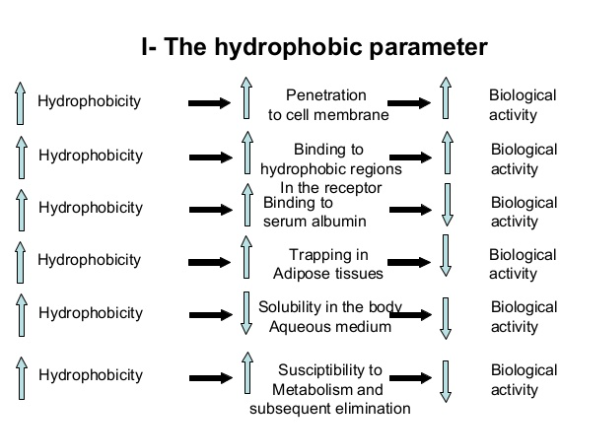 I- The hydrophobic parameter
Hydrophobicity
Penetration
to cell membrane
Biological
activity
Hydrophobicity
Binding to
hydrophobic regions
In the receptor
Biological
activity
Hydrophobicity
Binding to
serum albumin
Biological
activity
Hydrophobicity
Trapping in
Adipose tissues
Biological
activity
Hydrophobicity
Solubility in the body
Aqueous medium
Biological
activity
Hydrophobicity
Susciptibility to
Metabolism and
subsequent elimination
Biological
activity